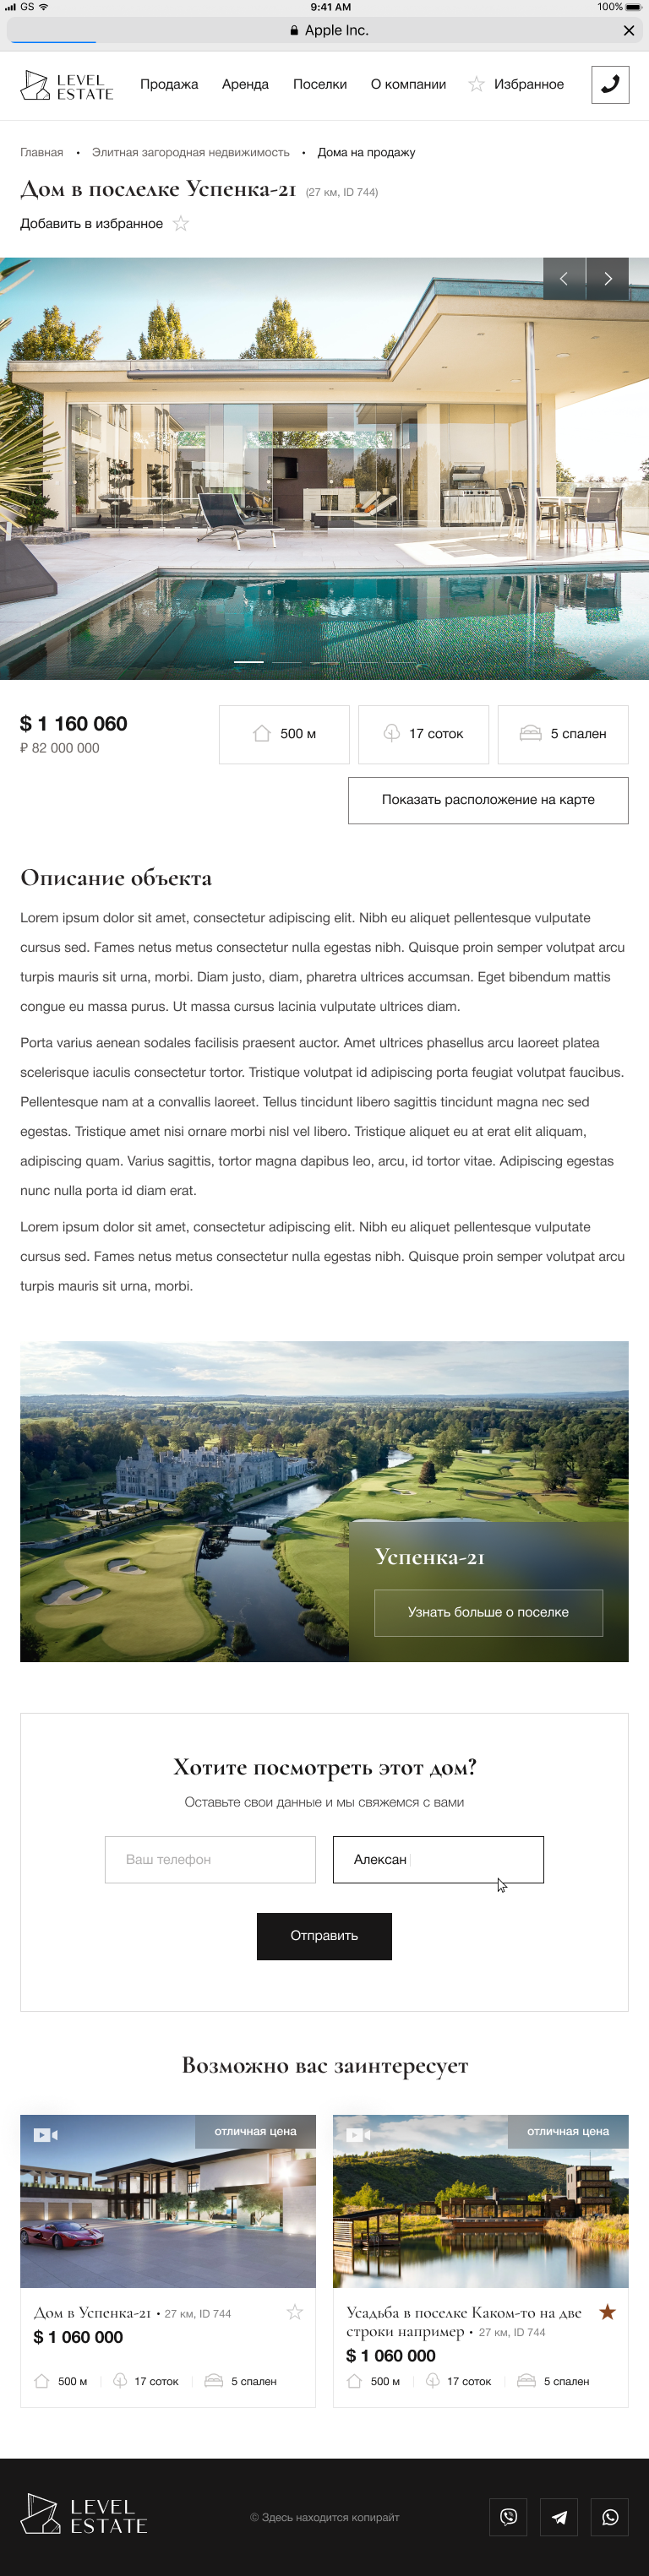 GS 9:41 AM 100%
Apple Inc.
LEVEL
ESTATE
Продажа Аренда Поселки О компании Избранное
Главная • Элитная загородная недвижимость • Дома на продажу
Дом в поселке Успенка-21 (27 км, ID 744)
Добавить в избранное
$ 1 160 060
₽ 82 000 000
500 м 17 соток 5 спален
Показать расположение на карте
Описание объекта
Lorem ipsum dolor sit amet, consectetur adipiscing elit. Nibh eu aliquet pellentesque vulputate
cursus sed. Fames netus metus consectetur nulla egestas nibh. Quisque proin semper volutpat arcu
turpis mauris sit urna, morbi. Diam justo, diam, pharetra ultrices accumsan. Eget bibendum mattis
congue eu massa purus. Ut massa cursus lacinia vulputate ultrices diam.
Porta varius aenean sodales facilisis praesent auctor. Amet ultrices phasellus arcu laoreet platea
scelerisque iaculis consectetur tortor. Tristique volutpat id adipiscing porta feugiat volutpat faucibus.
Pellentesque nam at a convallis laoreet. Tellus tincidunt libero sagittis tincidunt magna nec sed
egestas. Tristique amet nisi ornare morbi nisl vel libero. Tristique aliquet eu at erat elit aliquam,
adipiscing quam. Varius sagittis, tortor magna dapibus leo, arcu, id tortor vitae. Adipiscing egestas
nunc nulla porta id diam erat.
Lorem ipsum dolor sit amet, consectetur adipiscing elit. Nibh eu aliquet pellentesque vulputate
cursus sed. Fames netus metus consectetur nulla egestas nibh. Quisque proin semper volutpat arcu
turpis mauris sit urna, morbi.
Успенка-21
Узнать больше о поселке
Хотите посмотреть этот дом?
Оставьте свои данные и мы свяжемся с вами
Ваш телефон
Алексан
Отправить
Возможно вас заинтересует
отличная цена
Дом в Успенка-21 • 27 км, ID 744
$ 1 060 000
500 м 17 соток 5 спален
отличная цена
Усадьба в поселке Каком-то на две
строки например • 27 км, ID 744
$ 1 060 000
500 м 17 соток 5 спален
LEVEL
ESTATE
© Здесь находится копирайт